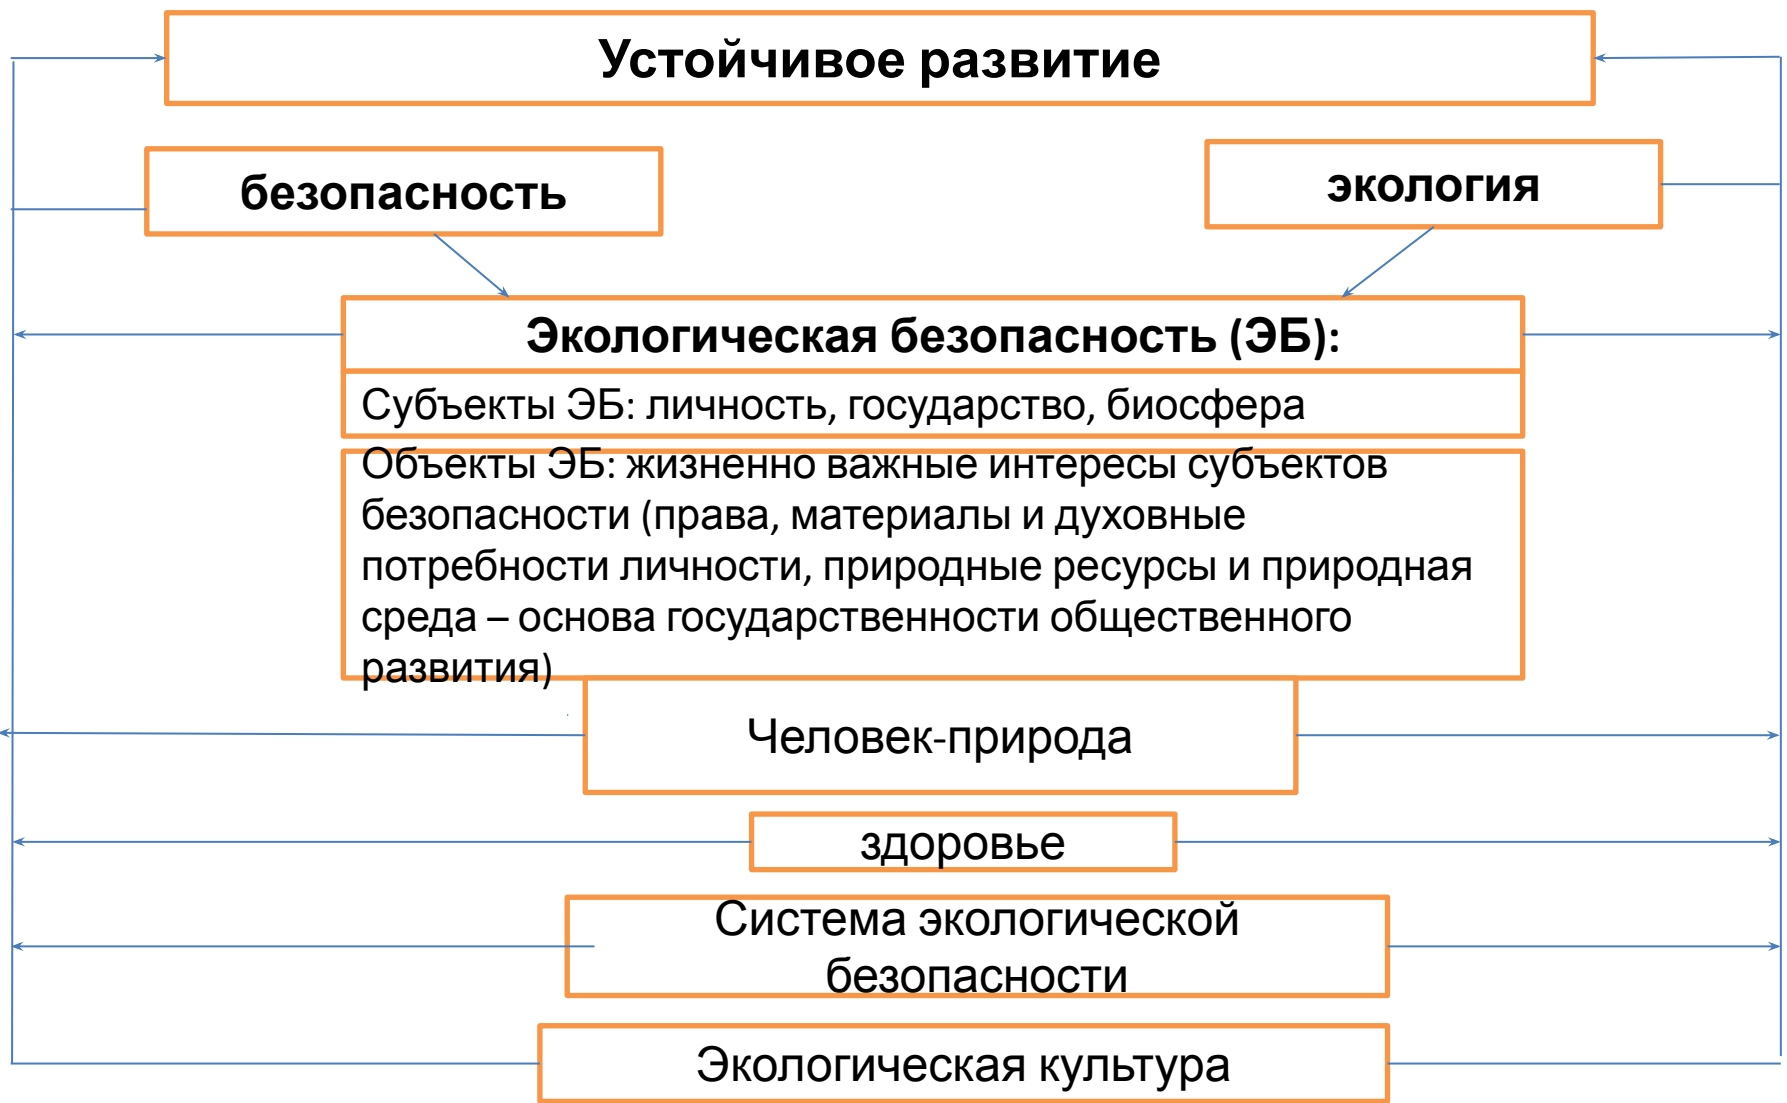 Устойчивое развитие
безопасность
экология
Экологическая безопасность (ЭБ):
Субъекты ЭБ: личность, государство, биосфера
Объекты ЭБ: жизненно важные интересы субъектов
безопасности (права, материалы и духовные
потребности личности, природные ресурсы и природная
среда – основа государственности общественного
развития)
Человек-природа
здоровье
Система экологической
безопасности
Экологическая культура